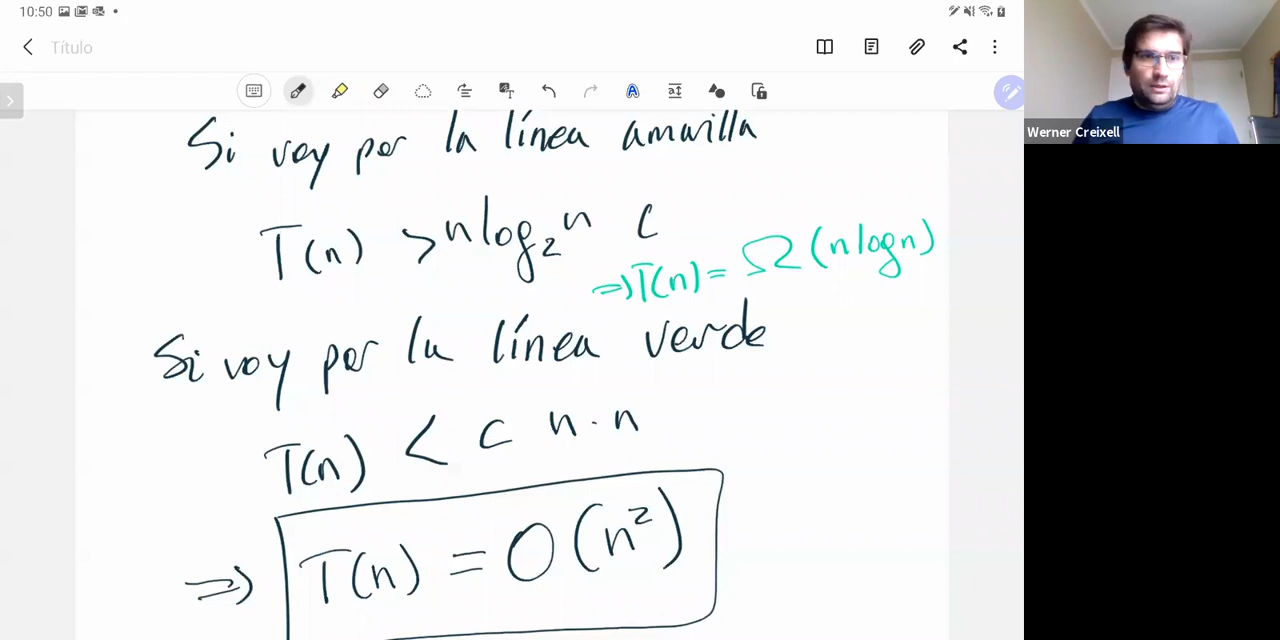 10:50
Título
Werner Creixell
Si voy por la línea amarilla
T(n) > n log₂ n c
⇒ T(n) = Ω(n log n)
Si voy por la línea verde
T(n) < c n · n
⇒ T(n) = O(n²)